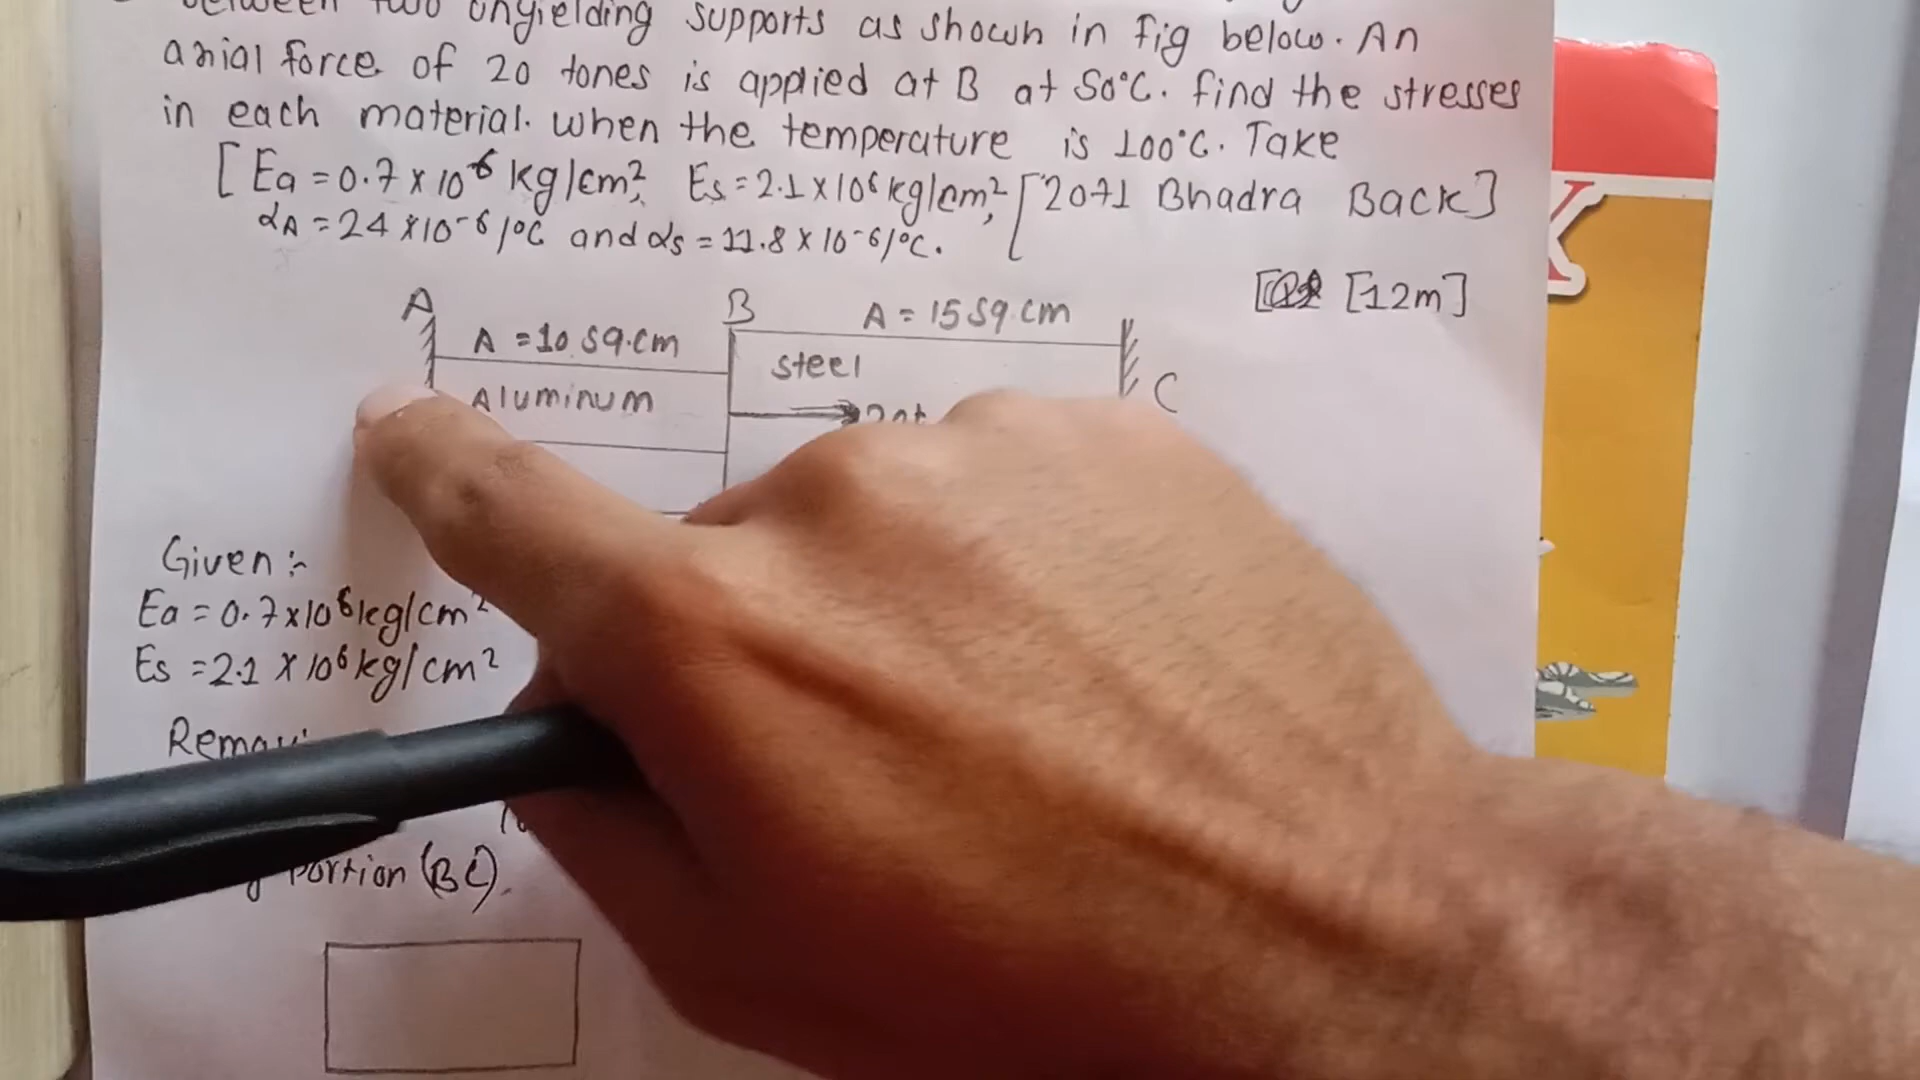 between two unyielding supports as shown in fig below. An
axial force of 20 tones is applied at B at 50°C. find the stresses
in each material. when the temperature is 100°C. Take
[Ea = 0.7 x 10⁶ kg/cm², Es = 2.1 x 10⁶ kg/cm², [2071 Bhadra Back]
αA = 24 x 10⁻⁶/°C and αs = 11.8 x 10⁻⁶/°C.
[12m]
A
B
A = 15 sq.cm
A = 10 sq.cm
steel
C
Aluminum
20t
Given :-
Ea = 0.7x10⁶ kg/cm²
Es = 2.1 x 10⁶ kg/cm²
portion (BC).